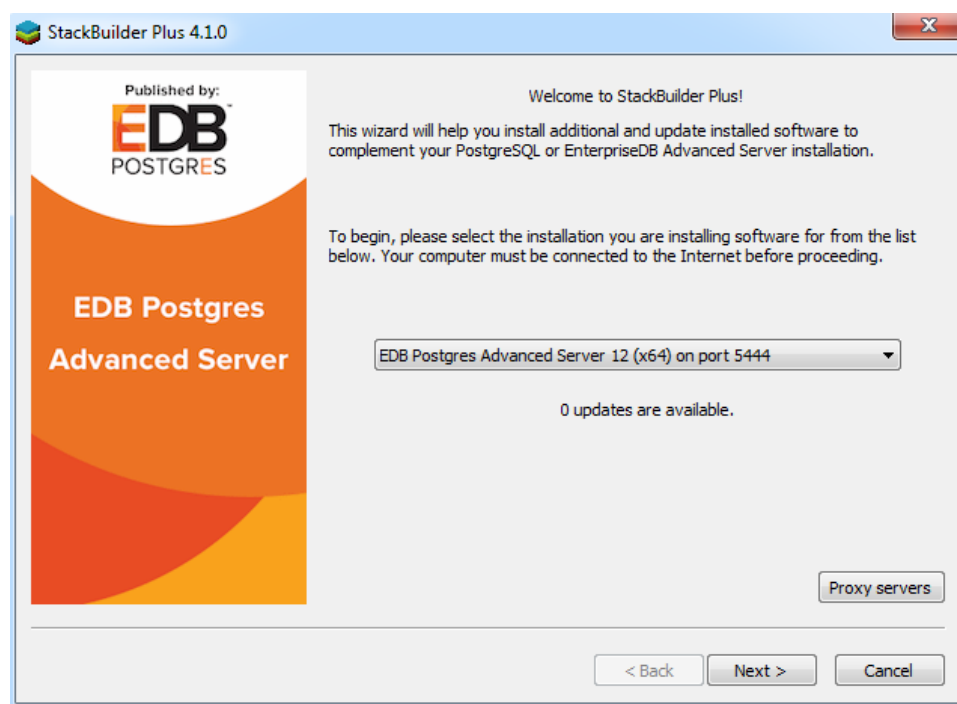 StackBuilder Plus 4.1.0
Published by:
EDB™
POSTGRES
EDB Postgres
Advanced Server
Welcome to StackBuilder Plus!
This wizard will help you install additional and update installed software to
complement your PostgreSQL or EnterpriseDB Advanced Server installation.
To begin, please select the installation you are installing software for from the list
below. Your computer must be connected to the Internet before proceeding.
EDB Postgres Advanced Server 12 (x64) on port 5444
0 updates are available.
Proxy servers
< Back Next > Cancel